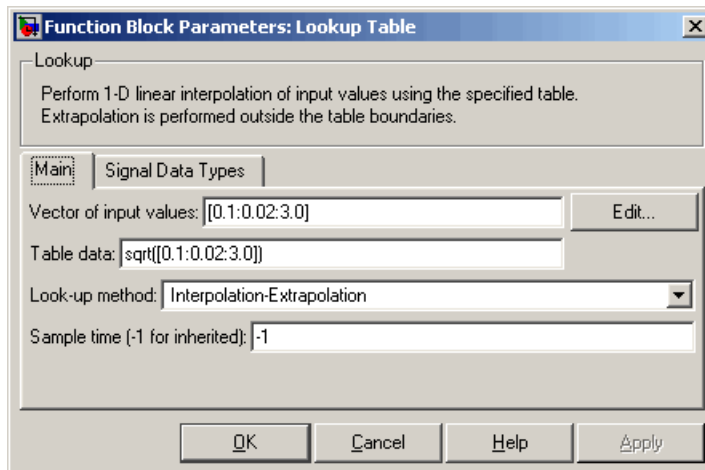 Function Block Parameters: Lookup Table
Lookup
Perform 1-D linear interpolation of input values using the specified table.
Extrapolation is performed outside the table boundaries.
Main Signal Data Types
Vector of input values: [0.1:0.02:3.0] Edit...
Table data: sqrt([0.1:0.02:3.0])
Look-up method: Interpolation-Extrapolation
Sample time (-1 for inherited): -1
OK Cancel Help Apply